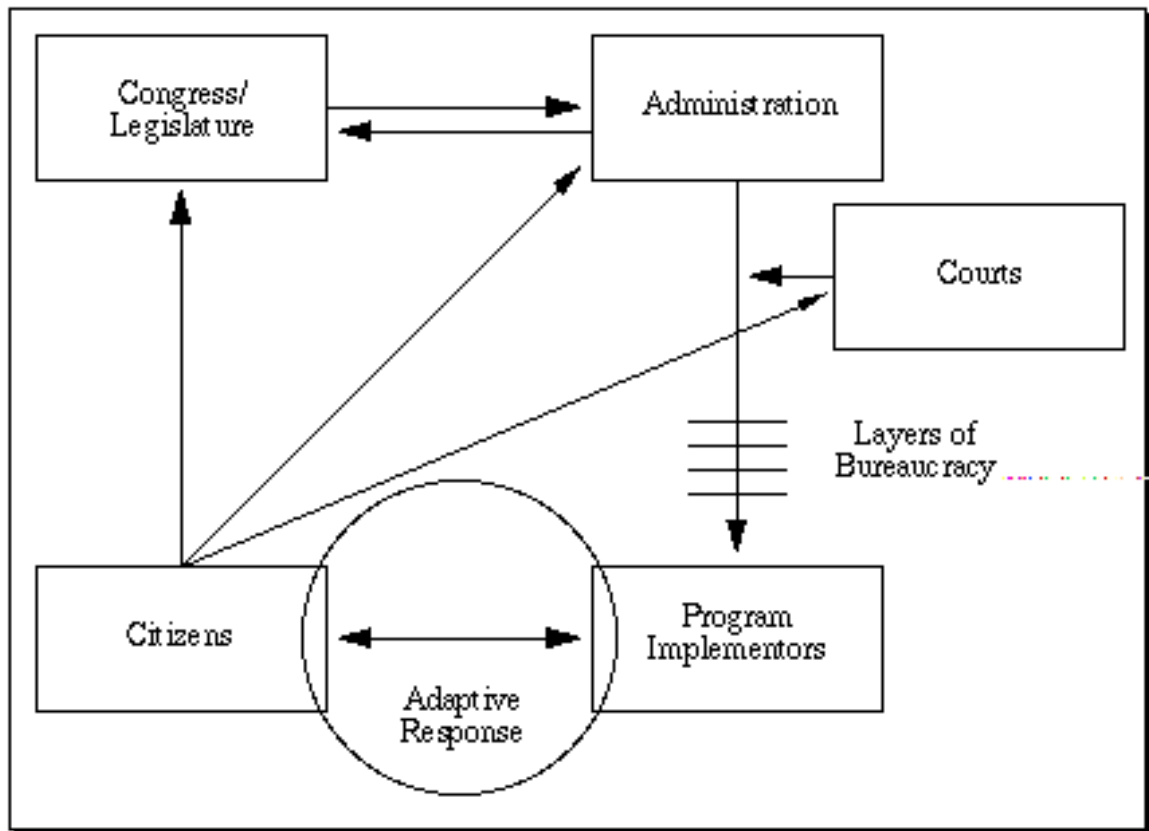 Congress/
Legislature
Administration
Courts
Layers of
Bureaucracy
Citizens
Program
Implementors
Adaptive
Response